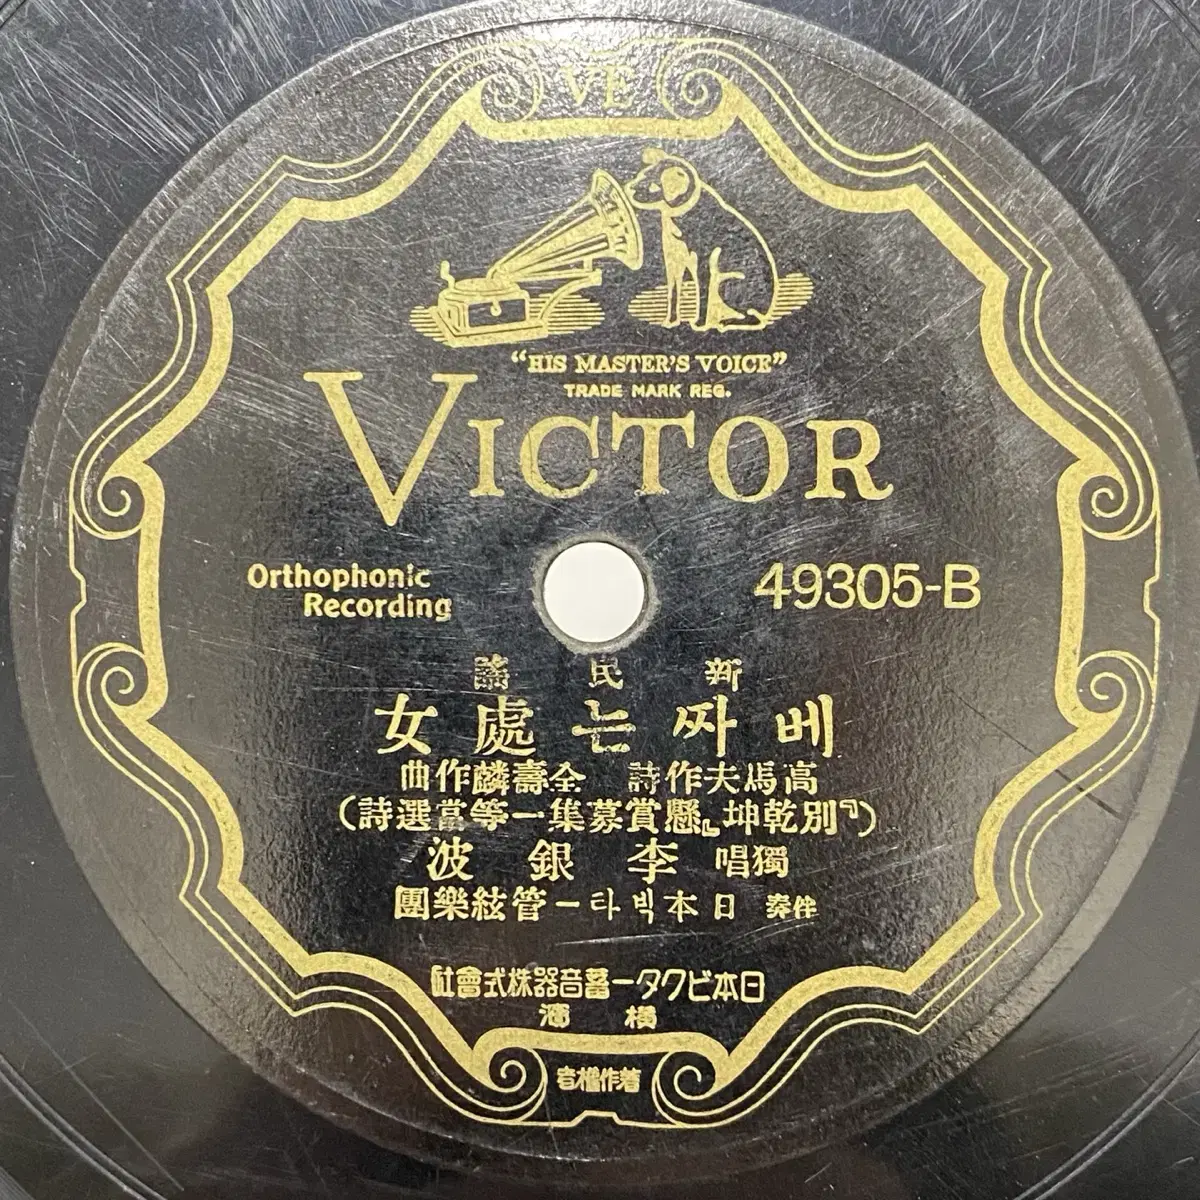 VE
"HIS MASTER'S VOICE"
TRADE MARK REG.
VICTOR
Orthophonic Recording
49305-B
新民謠
베짜는處女
高馬夫作詩 全壽麟作曲
(『別乾坤』懸賞募集一等當選詩)
獨唱 李銀波
伴奏 日本빅타ー管絃樂團
日本ビクター蓄音器株式會社
橫濱
著作權者